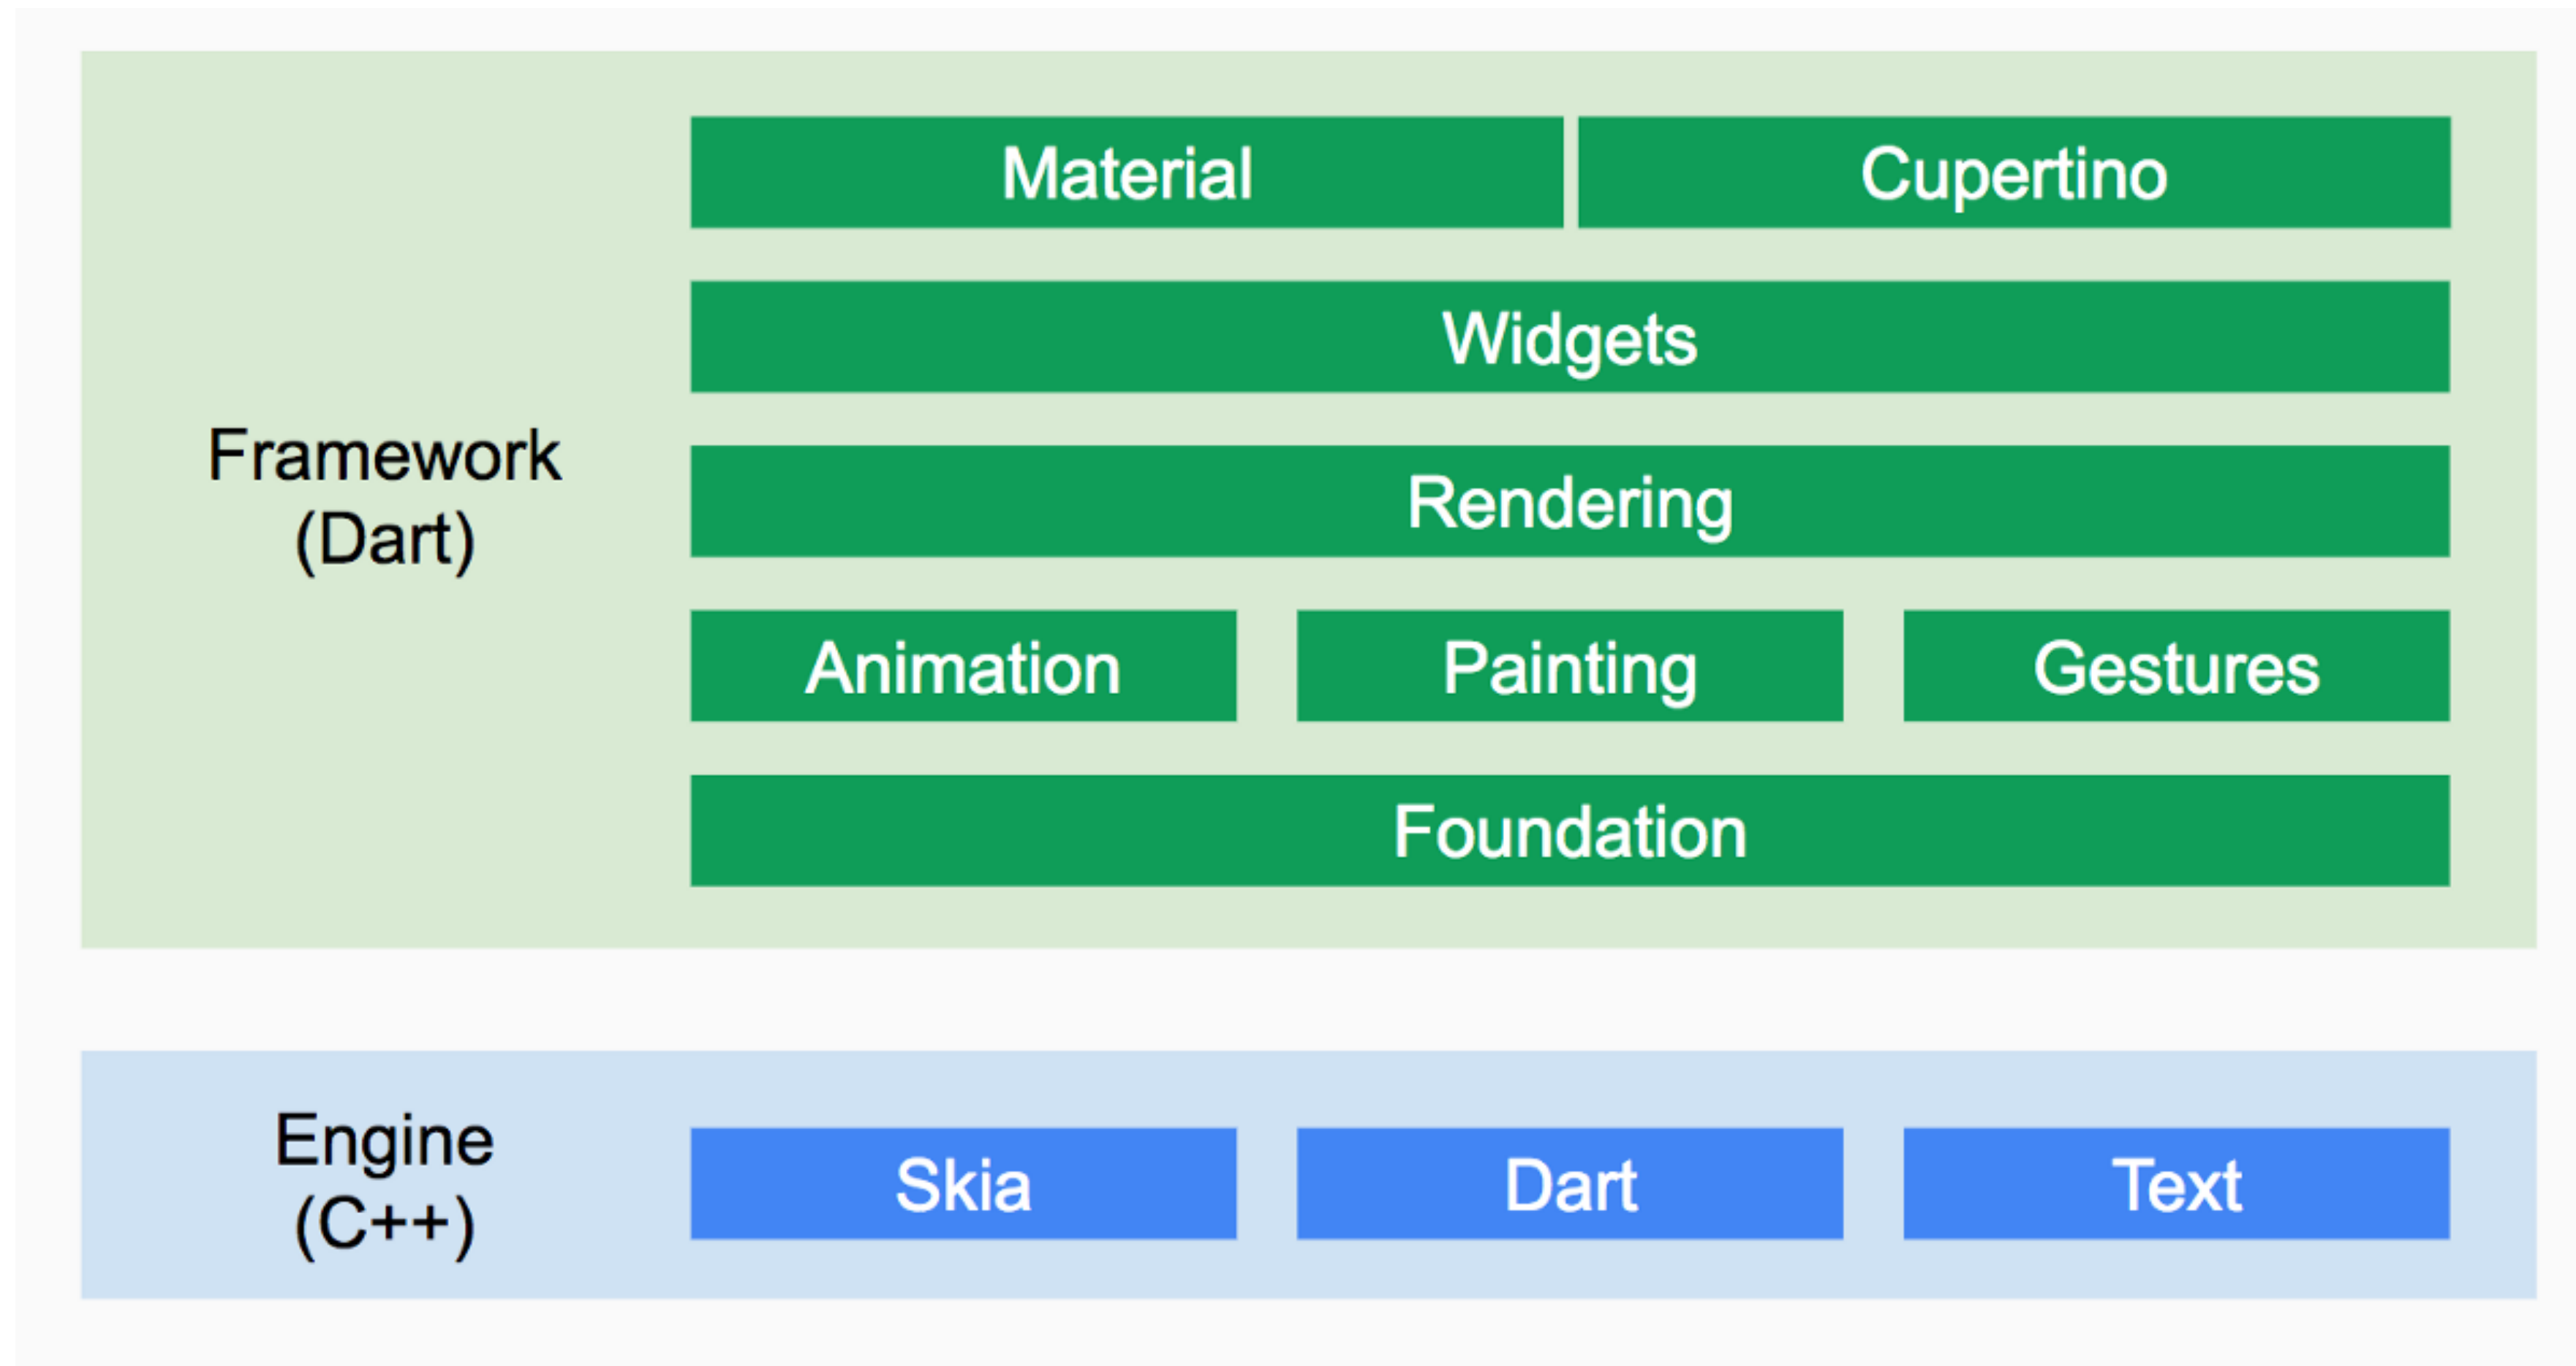 Material
Cupertino
Widgets
Framework
(Dart)
Rendering
Animation
Painting
Gestures
Foundation
Engine
(C++)
Skia
Dart
Text